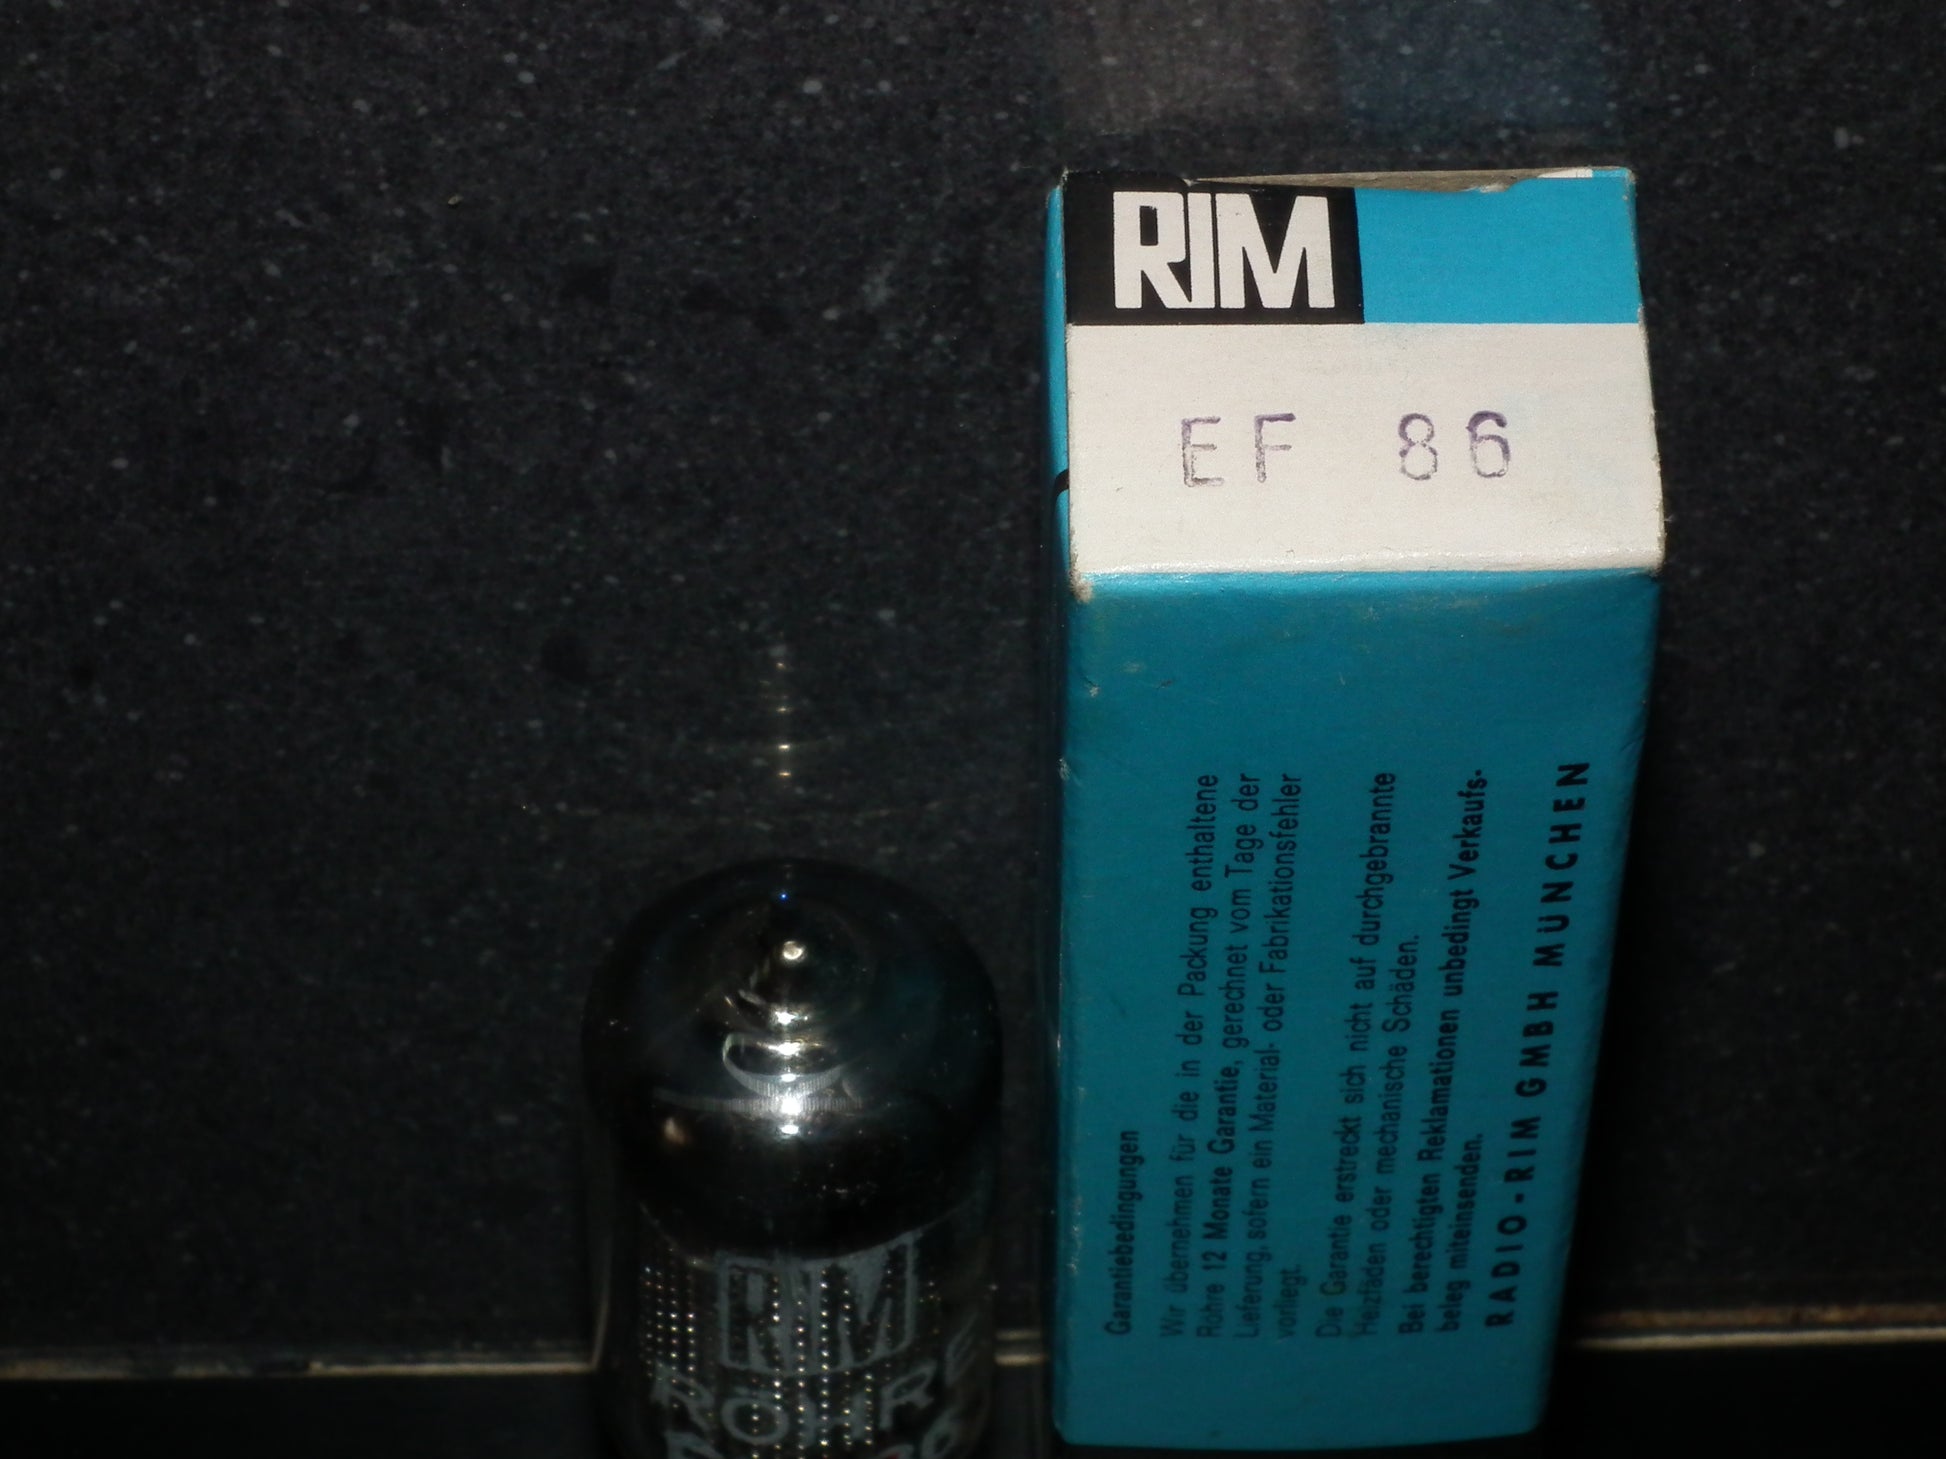 RIM
EF 86
Garantiebedingungen
Wir übernehmen für die in der Packung enthaltene
Röhre 12 Monate Garantie, gerechnet vom Tage der
Lieferung, sofern ein Material- oder Fabrikationsfehler
vorliegt.
Die Garantie erstreckt sich nicht auf durchgebrannte
Heizfäden oder mechanische Schäden.
Bei berechtigten Reklamationen unbedingt Verkaufs-
beleg miteinsenden.
RADIO-RIM GMBH MÜNCHEN
RIM
RÖHRE